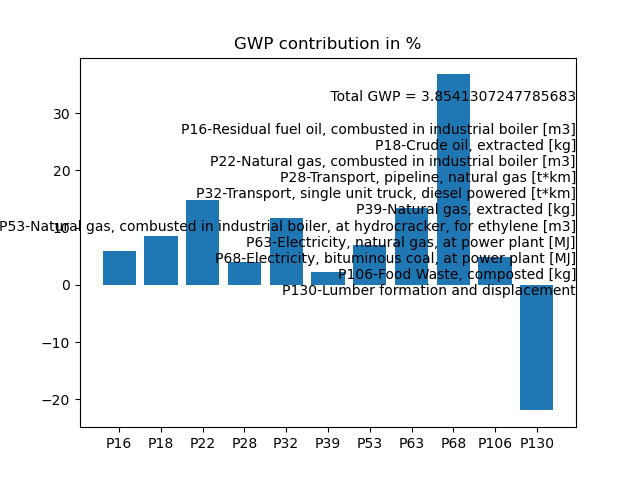 GWP contribution in %
Total GWP = 3.8541307247785683
30
P16-Residual fuel oil, combusted in industrial boiler [m3]
P18-Crude oil, extracted [kg]
P22-Natural gas, combusted in industrial boiler [m3]
20
P28-Transport, pipeline, natural gas [t*km]
P32-Transport, single unit truck, diesel powered [t*km]
P39-Natural gas, extracted [kg]
10
P53-Natural gas, combusted in industrial boiler, at hydrocracker, for ethylene [m3]
P63-Electricity, natural gas, at power plant [MJ]
P68-Electricity, bituminous coal, at power plant [MJ]
P106-Food Waste, composted [kg]
0
P130-Lumber formation and displacement
−10
−20
P16 P18 P22 P28 P32 P39 P53 P63 P68 P106 P130